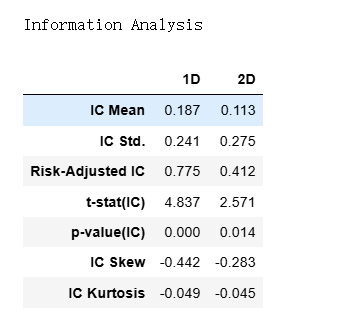 Information Analysis
1D 2D
IC Mean 0.187 0.113
IC Std. 0.241 0.275
Risk-Adjusted IC 0.775 0.412
t-stat(IC) 4.837 2.571
p-value(IC) 0.000 0.014
IC Skew -0.442 -0.283
IC Kurtosis -0.049 -0.045